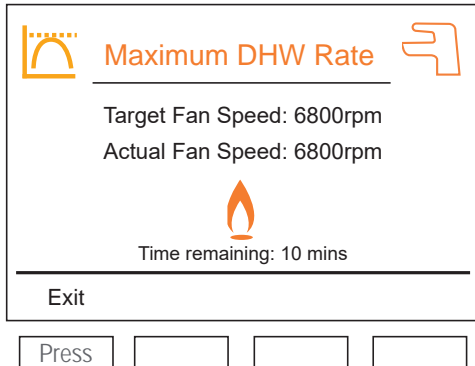 Maximum DHW Rate
Target Fan Speed: 6800rpm
Actual Fan Speed: 6800rpm
Time remaining: 10 mins
Exit
Press